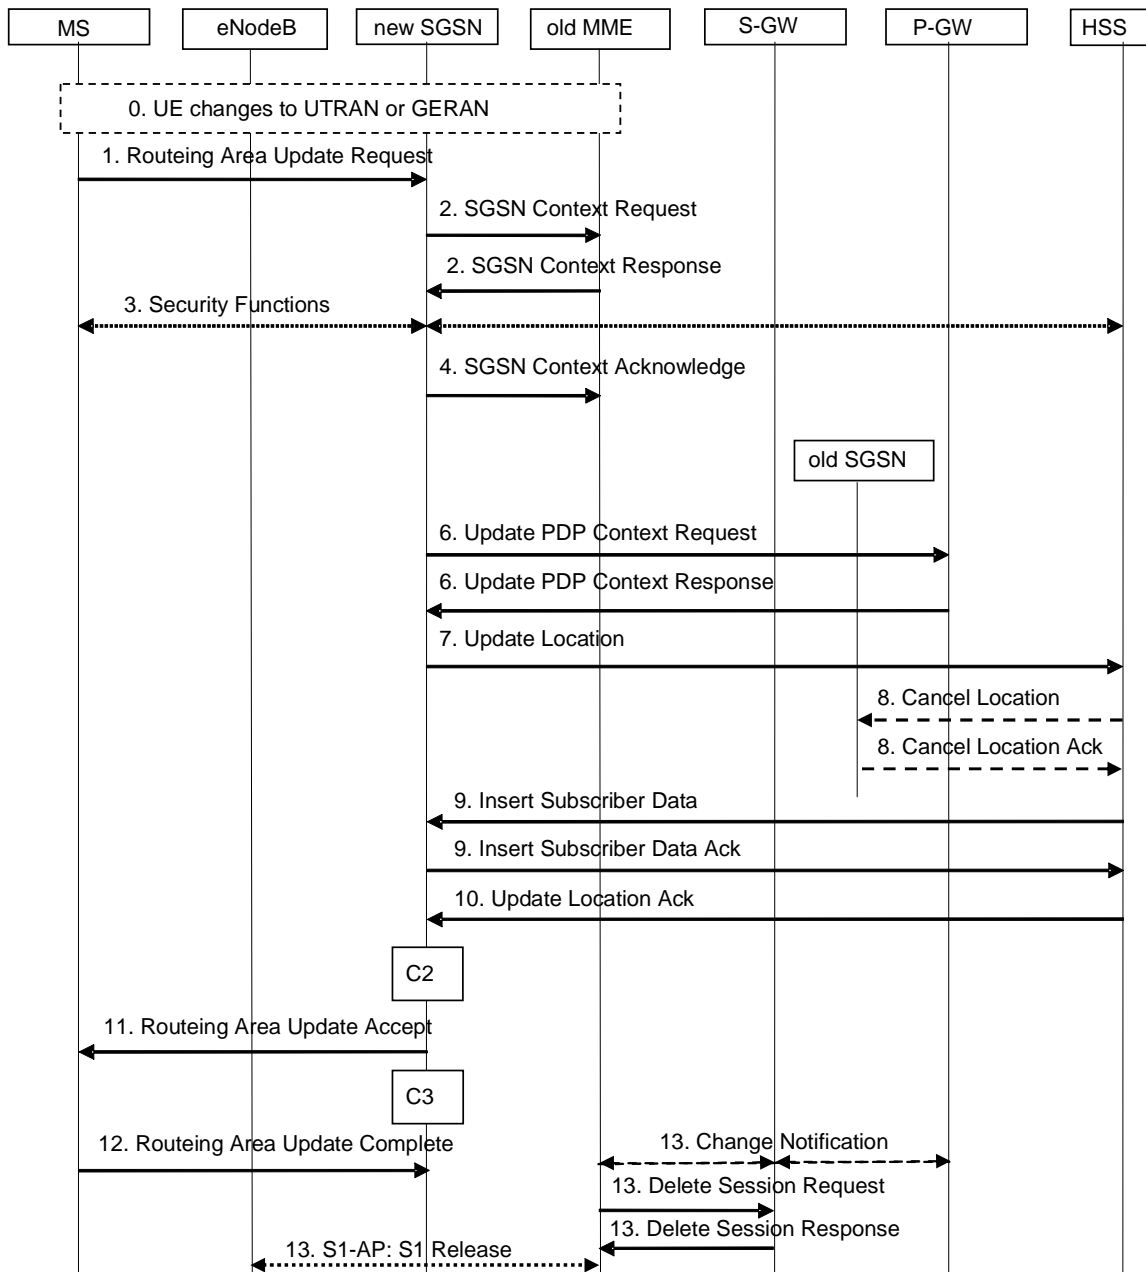 MS
eNodeB
new SGSN
old MME
S-GW
P-GW
HSS
0. UE changes to UTRAN or GERAN
1. Routeing Area Update Request
2. SGSN Context Request
2. SGSN Context Response
3. Security Functions
4. SGSN Context Acknowledge
old SGSN
6. Update PDP Context Request
6. Update PDP Context Response
7. Update Location
8. Cancel Location
8. Cancel Location Ack
9. Insert Subscriber Data
9. Insert Subscriber Data Ack
10. Update Location Ack
C2
11. Routeing Area Update Accept
C3
12. Routeing Area Update Complete
13. Change Notification
13. Delete Session Request
13. Delete Session Response
13. S1-AP: S1 Release